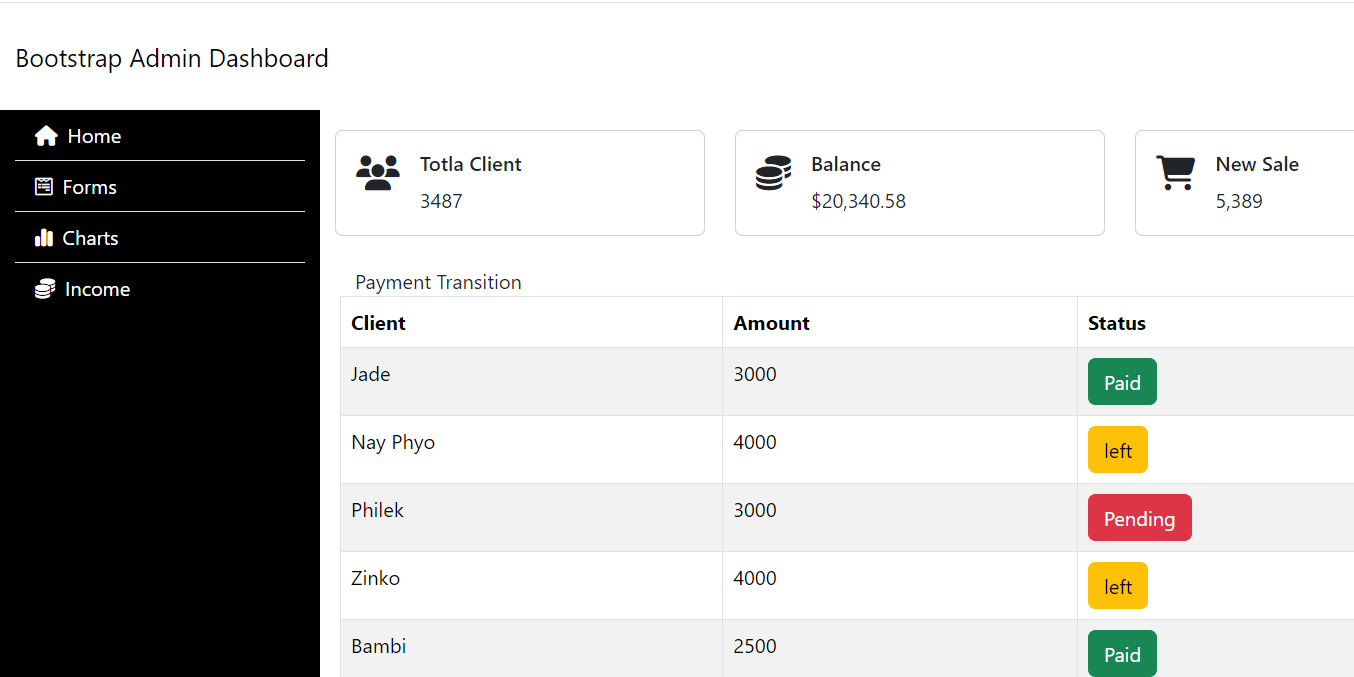 Bootstrap Admin Dashboard
Home
Forms
Charts
Income
Totla Client
3487
Balance
$20,340.58
New Sale
5,389
Payment Transition
Client Amount Status
Jade 3000 Paid
Nay Phyo 4000 left
Philek 3000 Pending
Zinko 4000 left
Bambi 2500 Paid